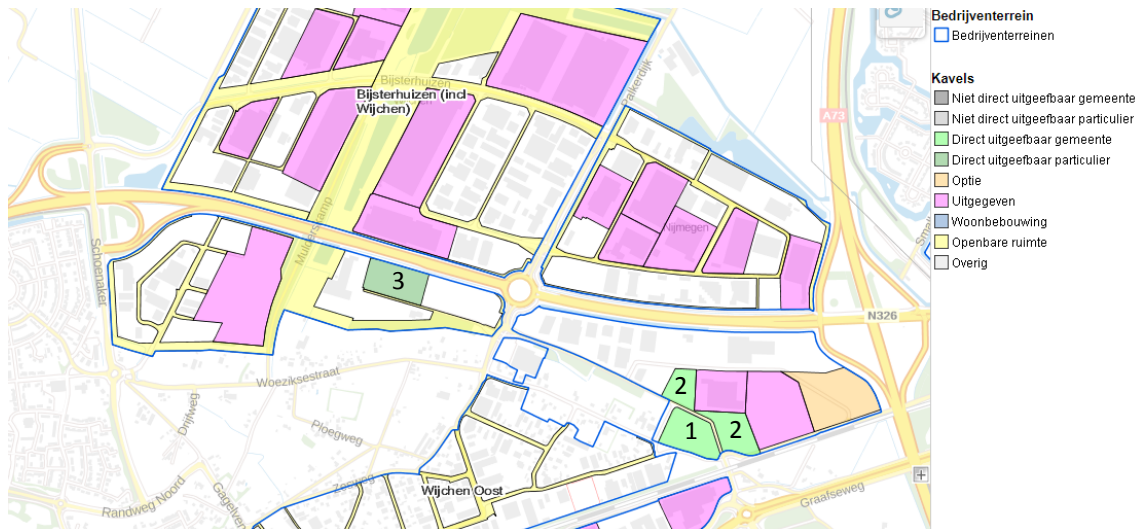 Bedrijventerrein
Bedrijventerreinen
Kavels
Niet direct uitgeefbaar gemeente
Niet direct uitgeefbaar particulier
Direct uitgeefbaar gemeente
Direct uitgeefbaar particulier
Optie
Uitgegeven
Woonbebouwing
Openbare ruimte
Overig
Bijsterhuizen
Bijsterhuizen (incl
Wijchen)
Palkerdijk
A73
Nijmegen
Schoenaker
Mulderskamp
3
N326
Woeziksestraat
Drijfweg
Ploegweg
2
1
2
Zesweg
Wijchen Oost
Randweg Noord
Graafseweg